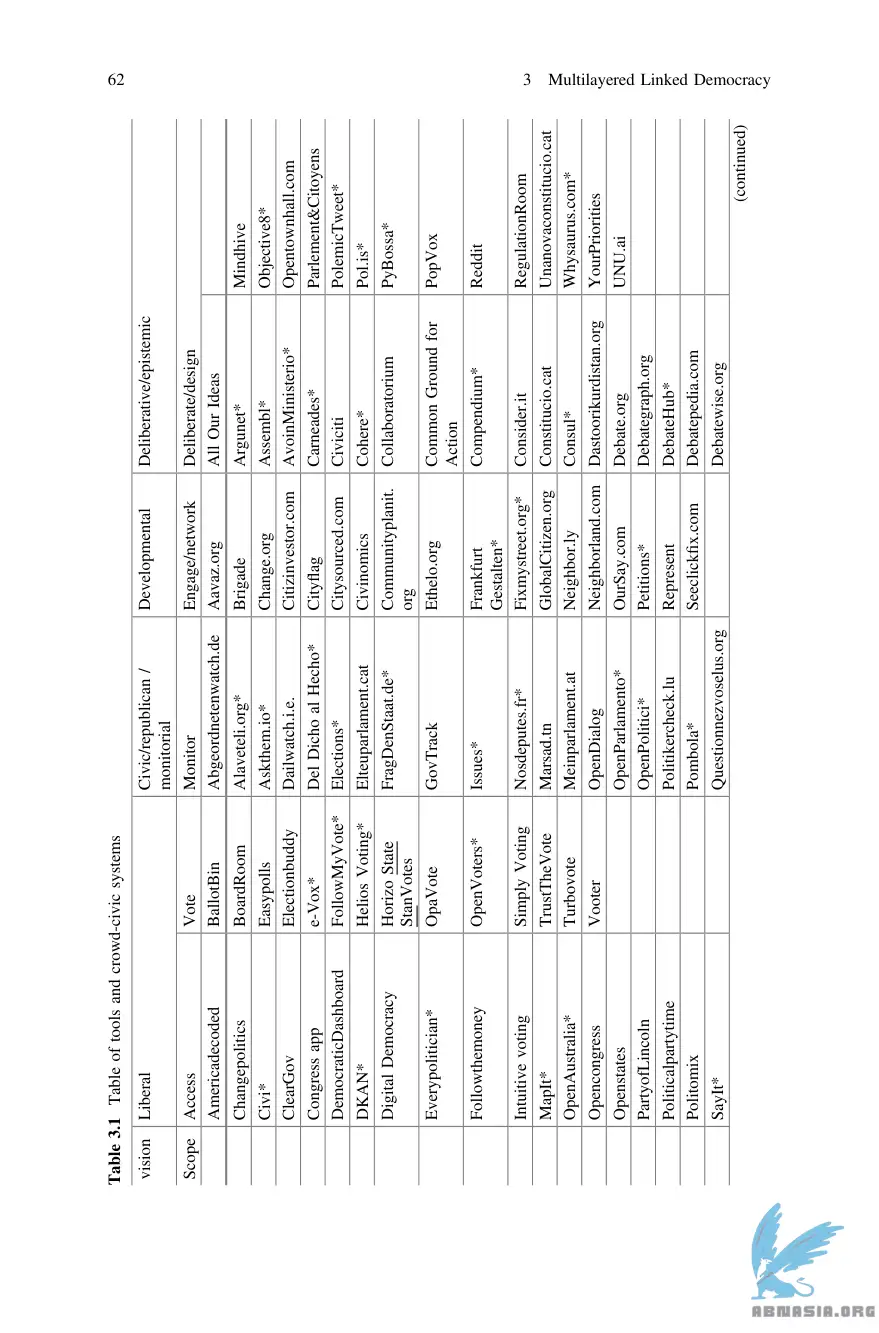 62
3 Multilayered Linked Democracy
Table 3.1 Table of tools and crowd-civic systems
vision Liberal Civic/republican / monitorial Developmental Deliberative/epistemic
Scope Access Vote Monitor Engage/network Deliberate/design
Americadecoded BallotBin Abgeordnetenwatch.de Aavaz.org All Our Ideas
Changepolitics BoardRoom Alaveteli.org* Brigade Argunet* Mindhive
Civi* Easypolls Askthem.io* Change.org Assembl* Objective8*
ClearGov Electionbuddy Dailwatch.i.e. Citizinvestor.com AvoinMinisterio* Opentownhall.com
Congress app e-Vox* Del Dicho al Hecho* Cityflag Carneades* Parlement&Citoyens
DemocraticDashboard FollowMyVote* Elections* Citysourced.com Civiciti PolemicTweet*
DKAN* Helios Voting* Elteuparlament.cat Civinomics Cohere* Pol.is*
Digital Democracy Horizo State StanVotes FragDenStaat.de* Communityplanit. org Collaboratorium PyBossa*
Everypolitician* OpaVote GovTrack Ethelo.org Common Ground for Action PopVox
Followthemoney OpenVoters* Issues* Frankfurt Gestalten* Compendium* Reddit
Intuitive voting Simply Voting Nosdeputes.fr* Fixmystreet.org* Consider.it RegulationRoom
MapIt* TrustTheVote Marsad.tn GlobalCitizen.org Constitucio.cat Unanovaconstitucio.cat
OpenAustralia* Turbovote Meinparlament.at Neighbor.ly Consul* Whysaurus.com*
Opencongress Vooter OpenDialog Neighborland.com Dastoorikurdistan.org YourPriorities
Openstates OpenParlamento* OurSay.com Debate.org UNU.ai
PartyofLincoln OpenPolitici* Petitions* Debategraph.org
Politicalpartytime Politikercheck.lu Represent DebateHub*
Politomix Pombola* Seeclickfix.com Debatepedia.com
SayIt* Questionnezvoselus.org Debatewise.org
(continued)
ABMASIA.ORG